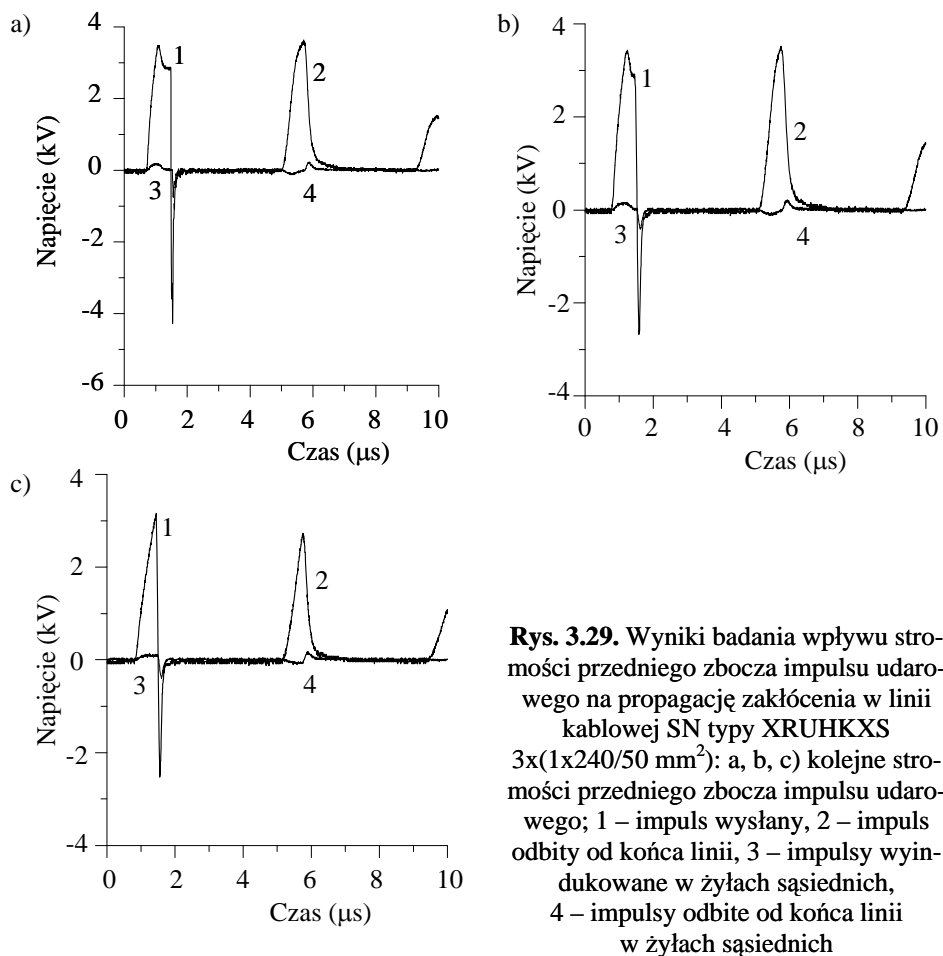 a)
4
2
0
-2
-4
-6
Napięcie (kV)
1
2
3
4
0 2 4 6 8 10
Czas (μs)
b)
4
2
0
-2
-4
Napięcie (kV)
1
2
3
4
0 2 4 6 8 10
Czas (μs)
c)
4
2
0
-2
-4
Napięcie (kV)
1
2
3
4
0 2 4 6 8 10
Czas (μs)
Rys. 3.29. Wyniki badania wpływu stro-
mości przedniego zbocza impulsu udaro-
wego na propagację zakłócenia w linii
kablowej SN typy XRUHKXS
3x(1x240/50 mm²): a, b, c) kolejne stro-
mości przedniego zbocza impulsu udaro-
wego; 1 – impuls wysłany, 2 – impuls
odbity od końca linii, 3 – impulsy wyin-
dukowane w żyłach sąsiednich,
4 – impulsy odbite od końca linii
w żyłach sąsiednich